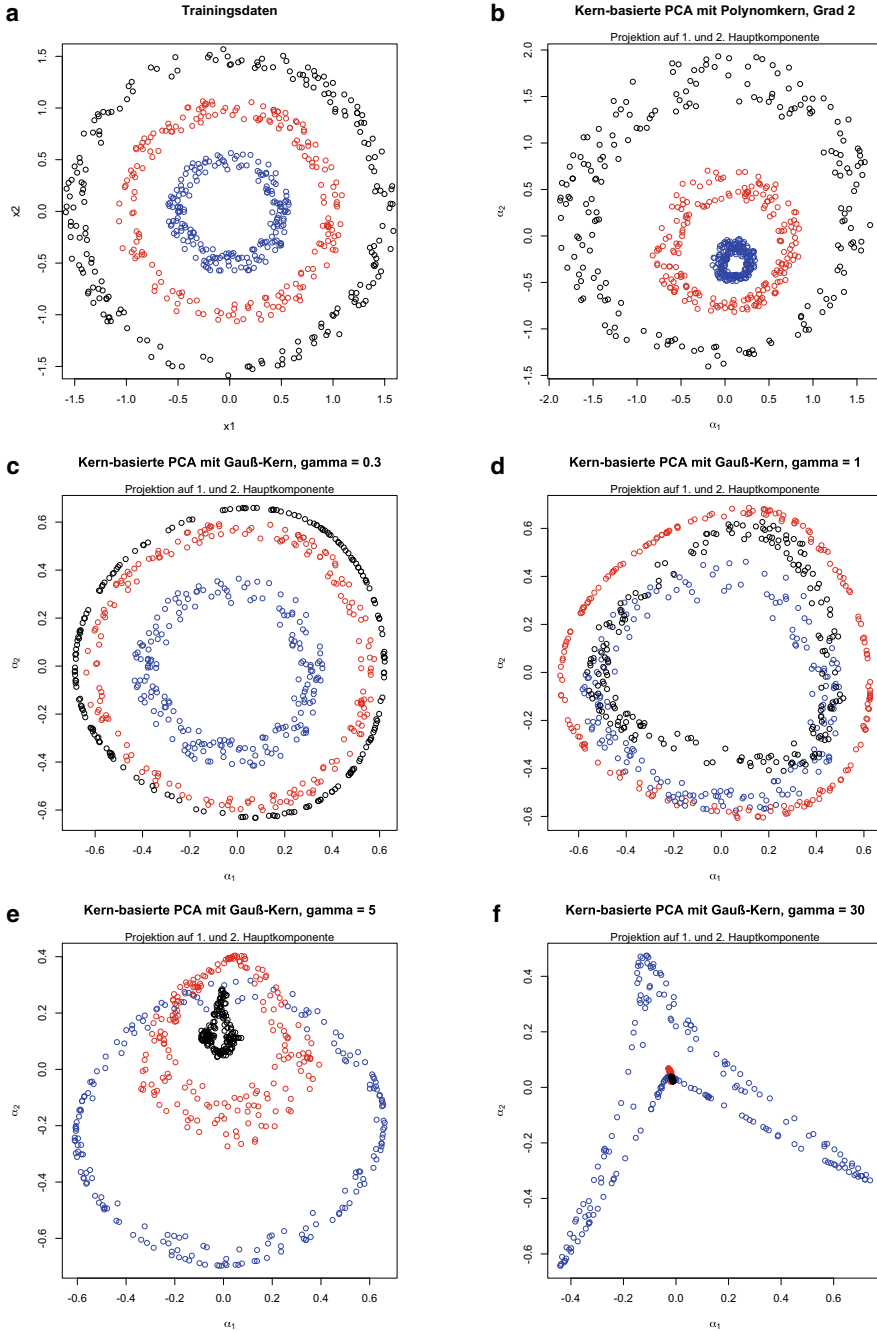 a
Trainingsdaten
x2
1.5
1.0
0.5
0.0
-0.5
-1.0
-1.5
-1.5 -1.0 -0.5 0.0 0.5 1.0 1.5
x1
b
Kern-basierte PCA mit Polynomkern, Grad 2
Projektion auf 1. und 2. Hauptkomponente
α2
2.0
1.5
1.0
0.5
0.0
-0.5
-1.0
-1.5
-2.0 -1.5 -1.0 -0.5 0.0 0.5 1.0 1.5
α1
c
Kern-basierte PCA mit Gauß-Kern, gamma = 0.3
Projektion auf 1. und 2. Hauptkomponente
α2
0.6
0.4
0.2
0.0
-0.2
-0.4
-0.6
-0.6 -0.4 -0.2 0.0 0.2 0.4 0.6
α1
d
Kern-basierte PCA mit Gauß-Kern, gamma = 1
Projektion auf 1. und 2. Hauptkomponente
α2
0.6
0.4
0.2
0.0
-0.2
-0.4
-0.6
-0.6 -0.4 -0.2 0.0 0.2 0.4 0.6
α1
e
Kern-basierte PCA mit Gauß-Kern, gamma = 5
Projektion auf 1. und 2. Hauptkomponente
α2
0.4
0.2
0.0
-0.2
-0.4
-0.6
-0.6 -0.4 -0.2 0.0 0.2 0.4 0.6
α1
f
Kern-basierte PCA mit Gauß-Kern, gamma = 30
Projektion auf 1. und 2. Hauptkomponente
α2
0.4
0.2
0.0
-0.2
-0.4
-0.6
-0.4 -0.2 0.0 0.2 0.4 0.6
α1